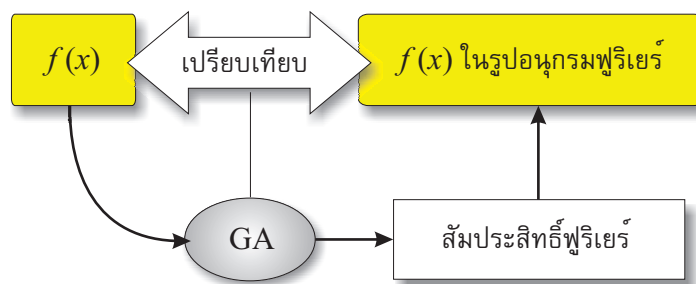 f(x)
เปรียบเทียบ
f(x) ในรูปอนุกรมฟูริเยร์
GA
สัมประสิทธิ์ฟูริเยร์